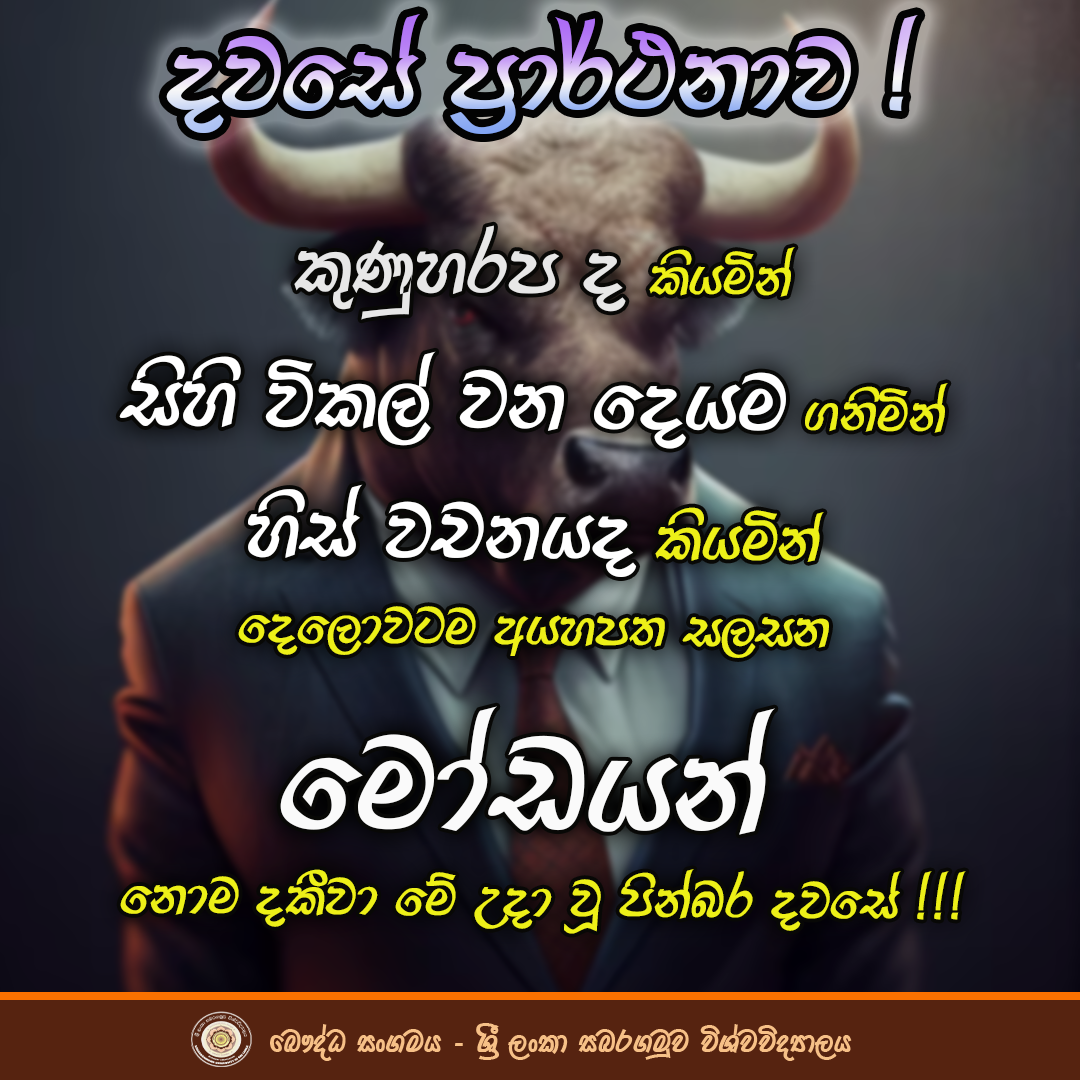 දවසේ ප්‍රාර්ථනාව !
කුණුහරප ද කියමින්
සිහි විකල් වන දෙයම ගනිමින්
හිස් වචනයද කියමින්
දෙලොවටම අයහපත සලසන
මෝඩයන්
නොම දකීවා මේ උදා වූ පින්බර දවසේ !!!
බෞද්ධ සංගමය - ශ්‍රී ලංකා සබරගමුව විශ්වවිද්‍යාලය